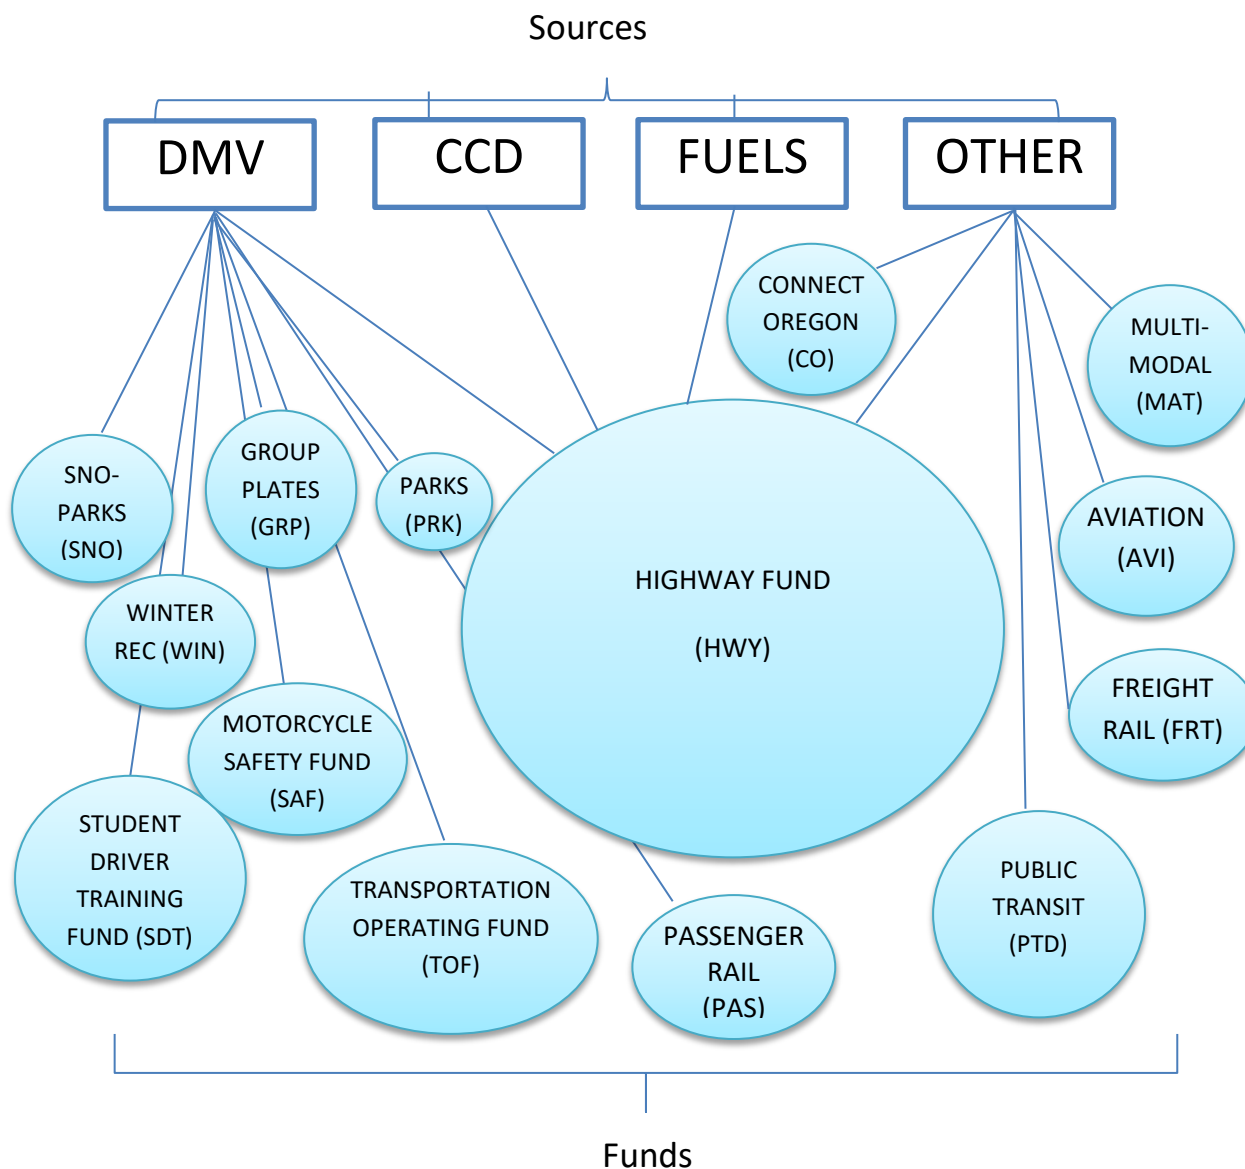 Sources
DMV
CCD
FUELS
OTHER
CONNECT
OREGON
(CO)
MULTI-
MODAL
(MAT)
SNO-
PARKS
(SNO)
GROUP
PLATES
(GRP)
PARKS
(PRK)
AVIATION
(AVI)
HIGHWAY FUND
(HWY)
WINTER
REC (WIN)
FREIGHT
RAIL (FRT)
MOTORCYCLE
SAFETY FUND
(SAF)
STUDENT
DRIVER
TRAINING
FUND (SDT)
TRANSPORTATION
OPERATING FUND
(TOF)
PASSENGER
RAIL
(PAS)
PUBLIC
TRANSIT
(PTD)
Funds